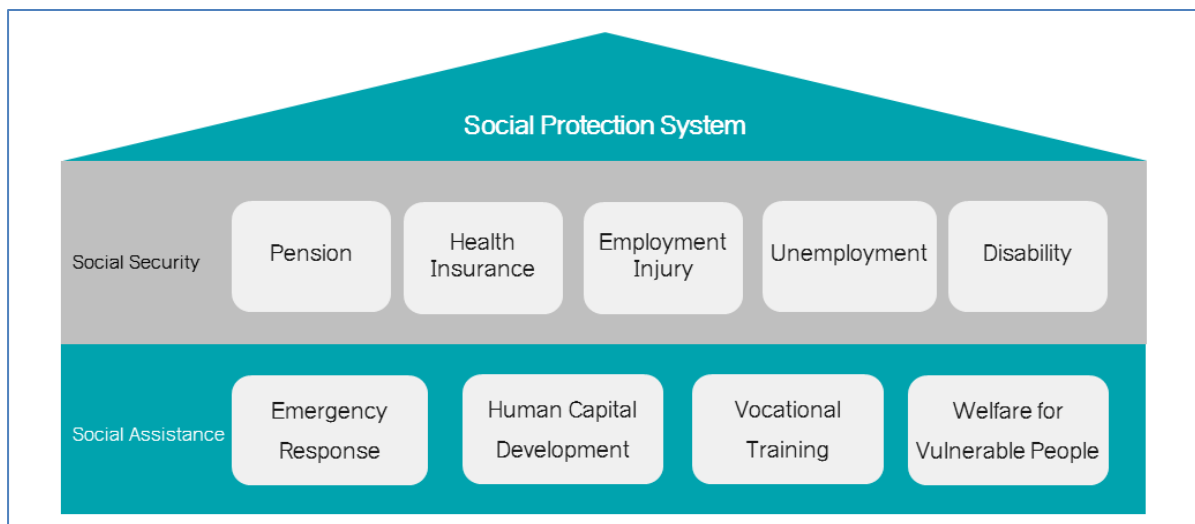 Social Protection System
Social Security
Pension
Health
Insurance
Employment
Injury
Unemployment
Disability
Social Assistance
Emergency
Response
Human Capital
Development
Vocational
Training
Welfare for
Vulnerable People